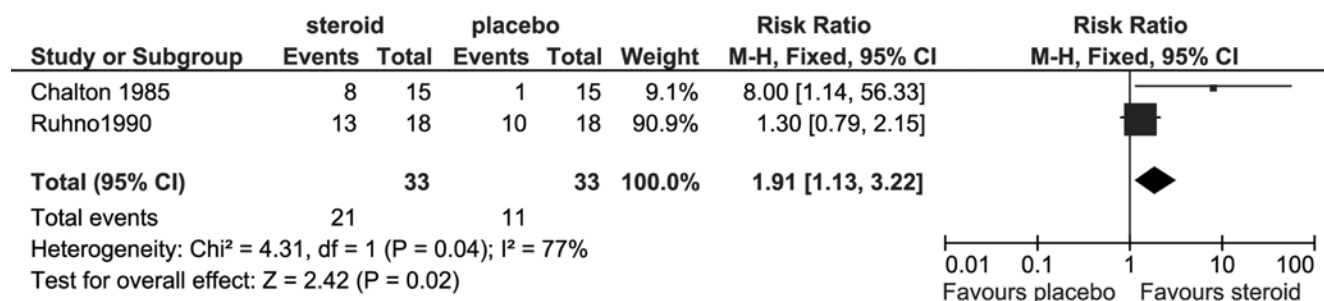 steroid placebo Risk Ratio Risk Ratio
Study or Subgroup Events Total Events Total Weight M-H, Fixed, 95% CI M-H, Fixed, 95% CI
Chalton 1985 8 15 1 15 9.1% 8.00 [1.14, 56.33]
Ruhno1990 13 18 10 18 90.9% 1.30 [0.79, 2.15]
Total (95% CI) 33 33 100.0% 1.91 [1.13, 3.22]
Total events 21 11
Heterogeneity: Chi² = 4.31, df = 1 (P = 0.04); I² = 77%
Test for overall effect: Z = 2.42 (P = 0.02)
0.01 0.1 1 10 100
Favours placebo Favours steroid